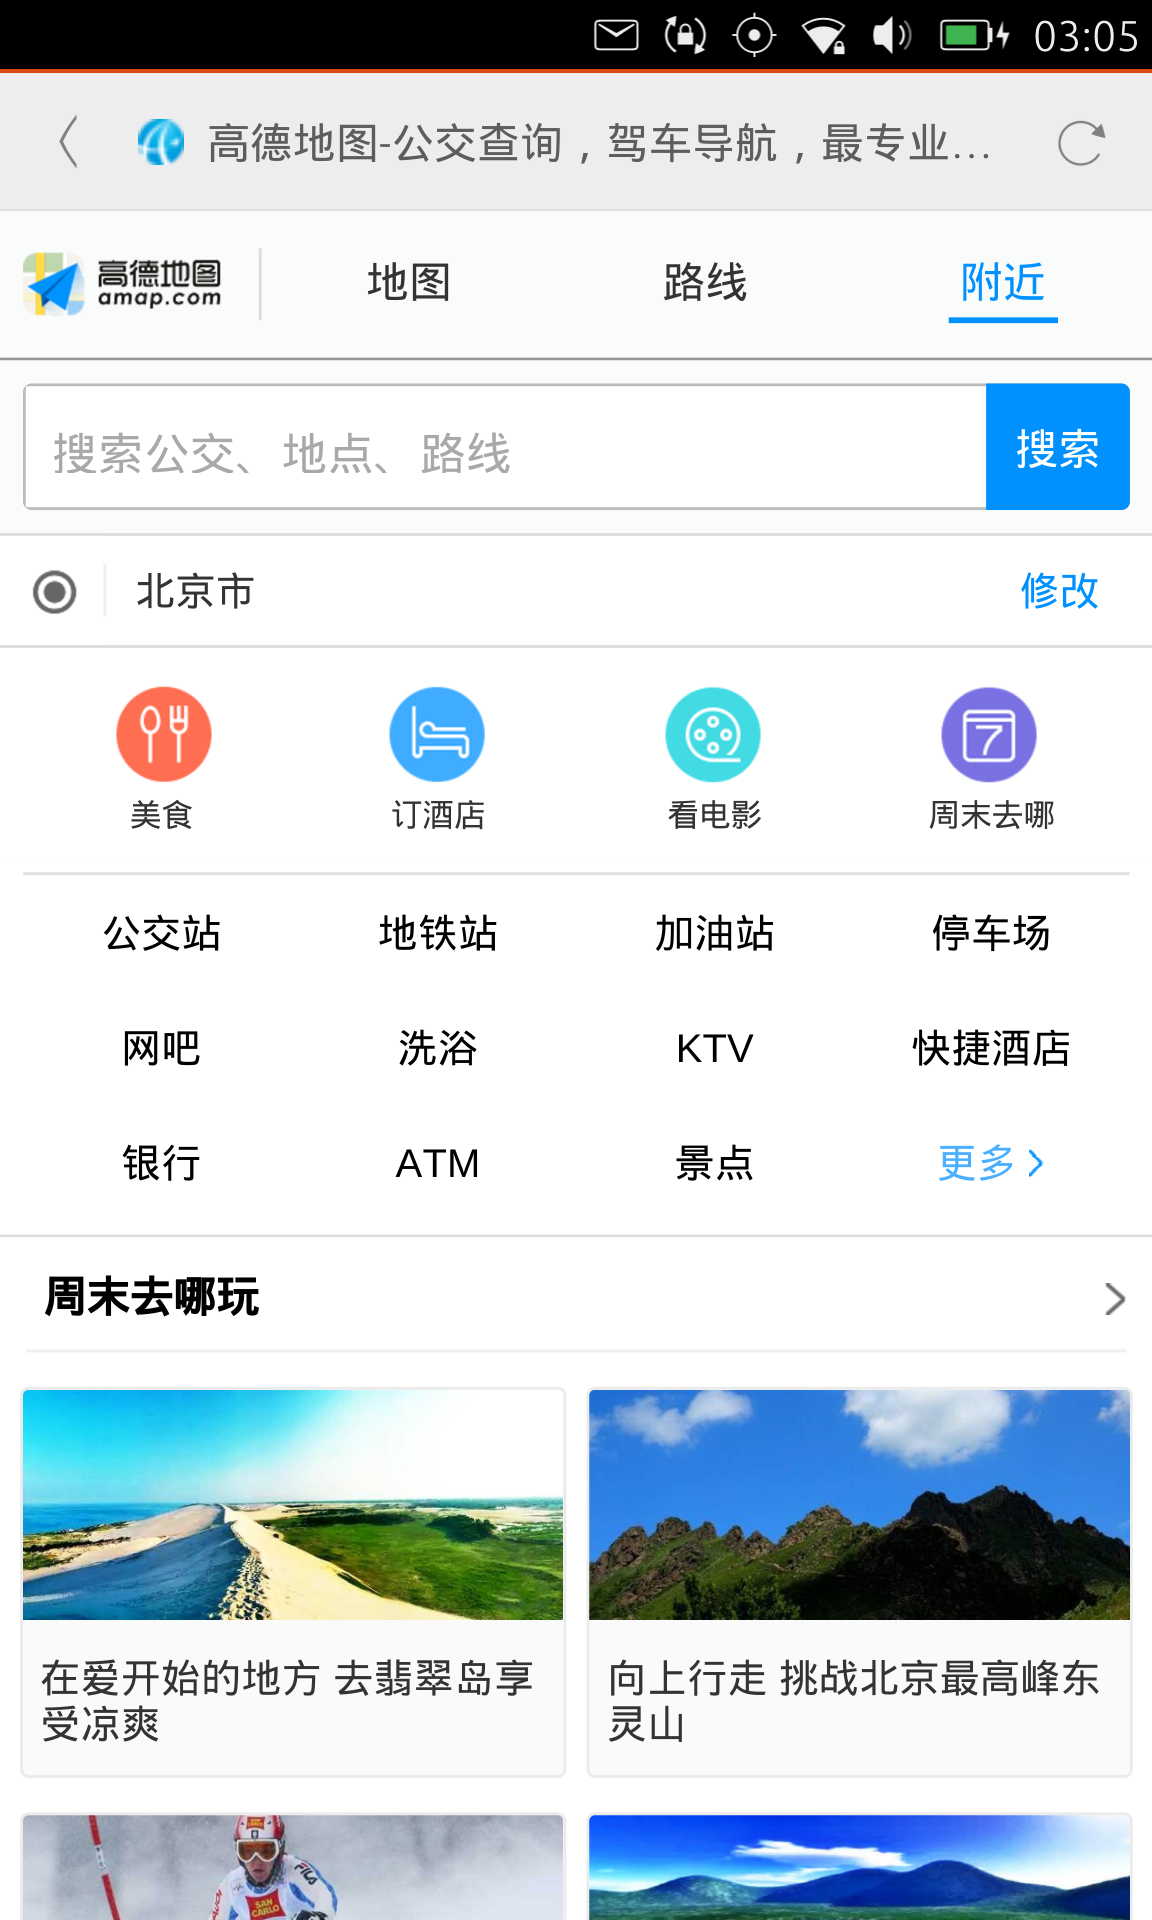 03:05
高德地图-公交查询，驾车导航，最专业...
高德地图
amap.com
地图
路线
附近
搜索公交、地点、路线
搜索
北京市
修改
7
美食
订酒店
看电影
周末去哪
公交站
地铁站
加油站
停车场
网吧
洗浴
KTV
快捷酒店
银行
ATM
景点
更多
周末去哪玩
在爱开始的地方 去翡翠岛享
受凉爽
向上行走 挑战北京最高峰东
灵山
FILA
SAN
CARLO